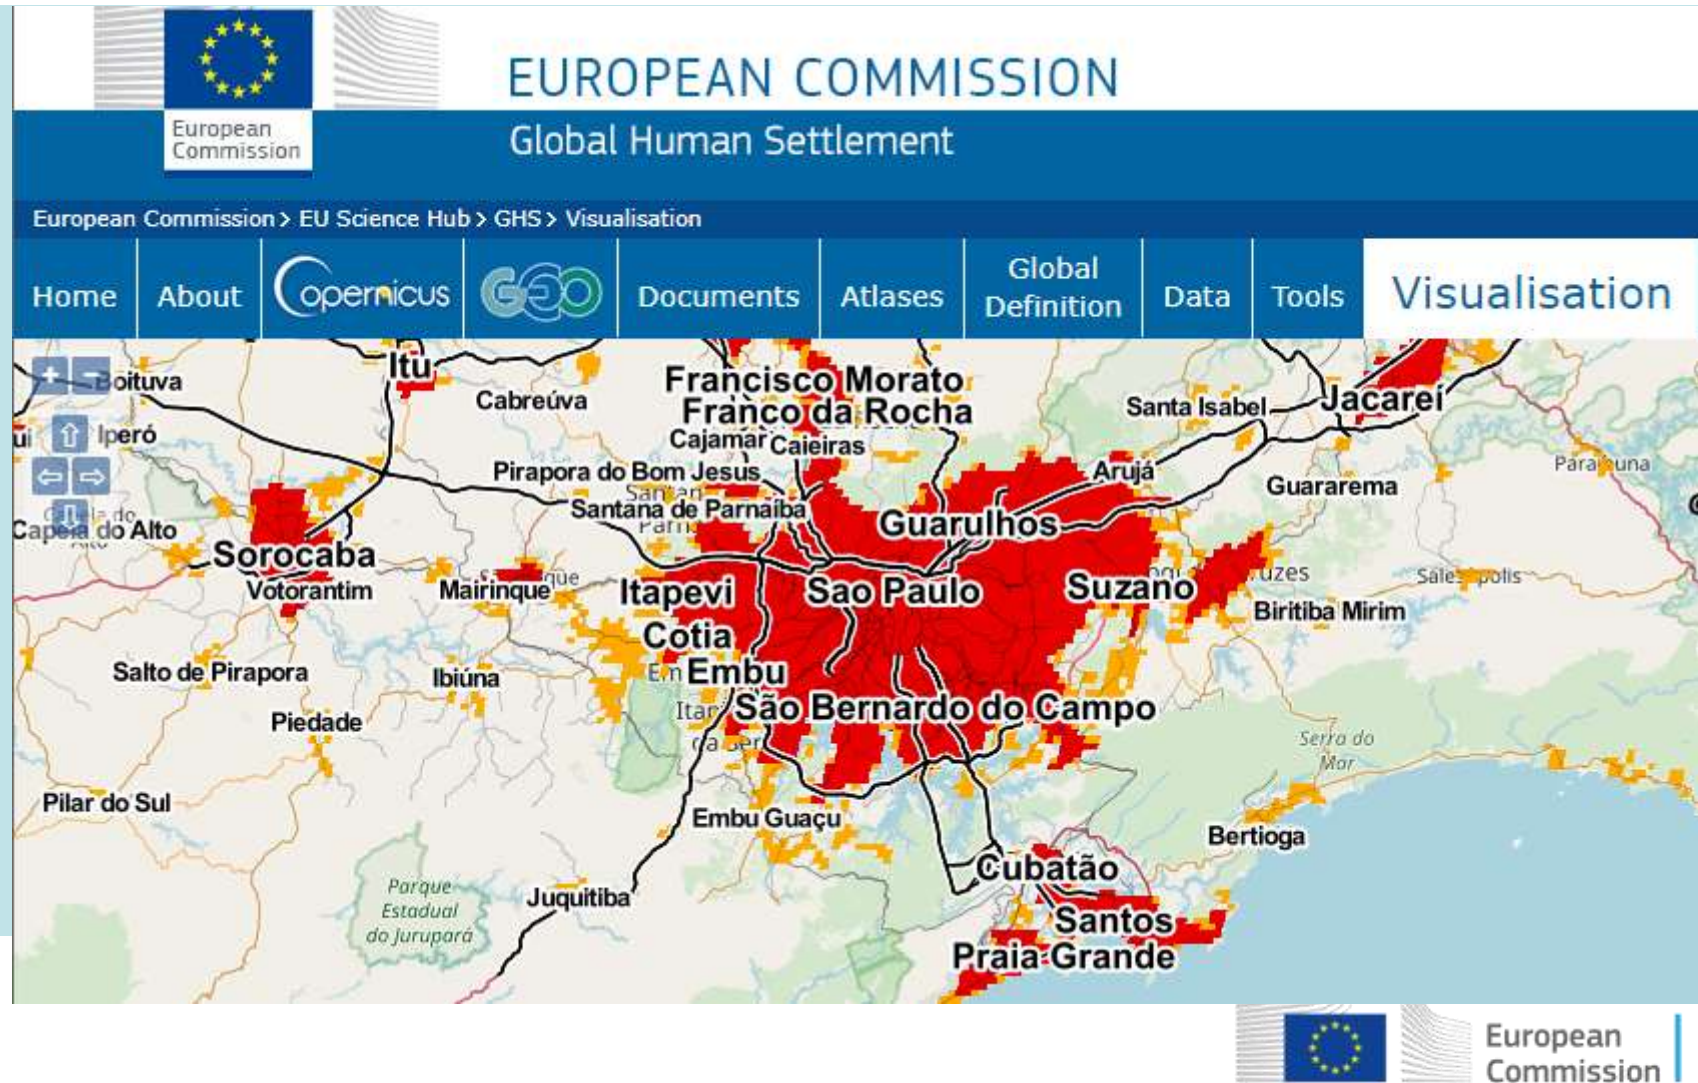 EUROPEAN COMMISSION
European
Commission
Global Human Settlement
European Commission > EU Science Hub > GHS > Visualisation
Home
About
Copernicus
GEO
Documents
Atlases
Global
Definition
Data
Tools
Visualisation
Itu
Boituva
Cabreúva
Francisco Morato
Franco da Rocha
Santa Isabel
Jacareí
Iperó
Cajamar
Caieiras
Pirapora do Bom Jesus
Arujá
Guararema
Santana de Parnaíba
Guarulhos
Capela do Alto
Sorocaba
Votorantim
Mairinque
Itapevi
Sao Paulo
Suzano
Biritiba Mirim
Cotia
Salto de Pirapora
Ibiúna
Embu
São Bernardo do Campo
Piedade
Serra do
Mar
Pilar do Sul
Embu Guaçu
Bertioga
Cubatão
Parque
Estadual
do Jurupará
Juquitiba
Santos
Praia Grande
European
Commission